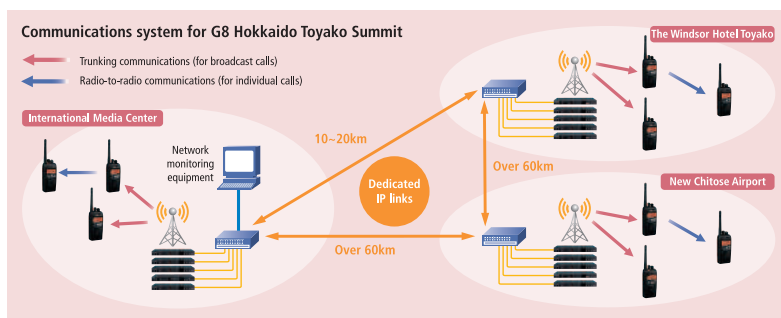 Communications system for G8 Hokkaido Toyako Summit
Trunking communications (for broadcast calls)
Radio-to-radio communications (for individual calls)
The Windsor Hotel Toyako
International Media Center
Network
monitoring
equipment
10~20km
Dedicated
IP links
Over 60km
New Chitose Airport
Over 60km